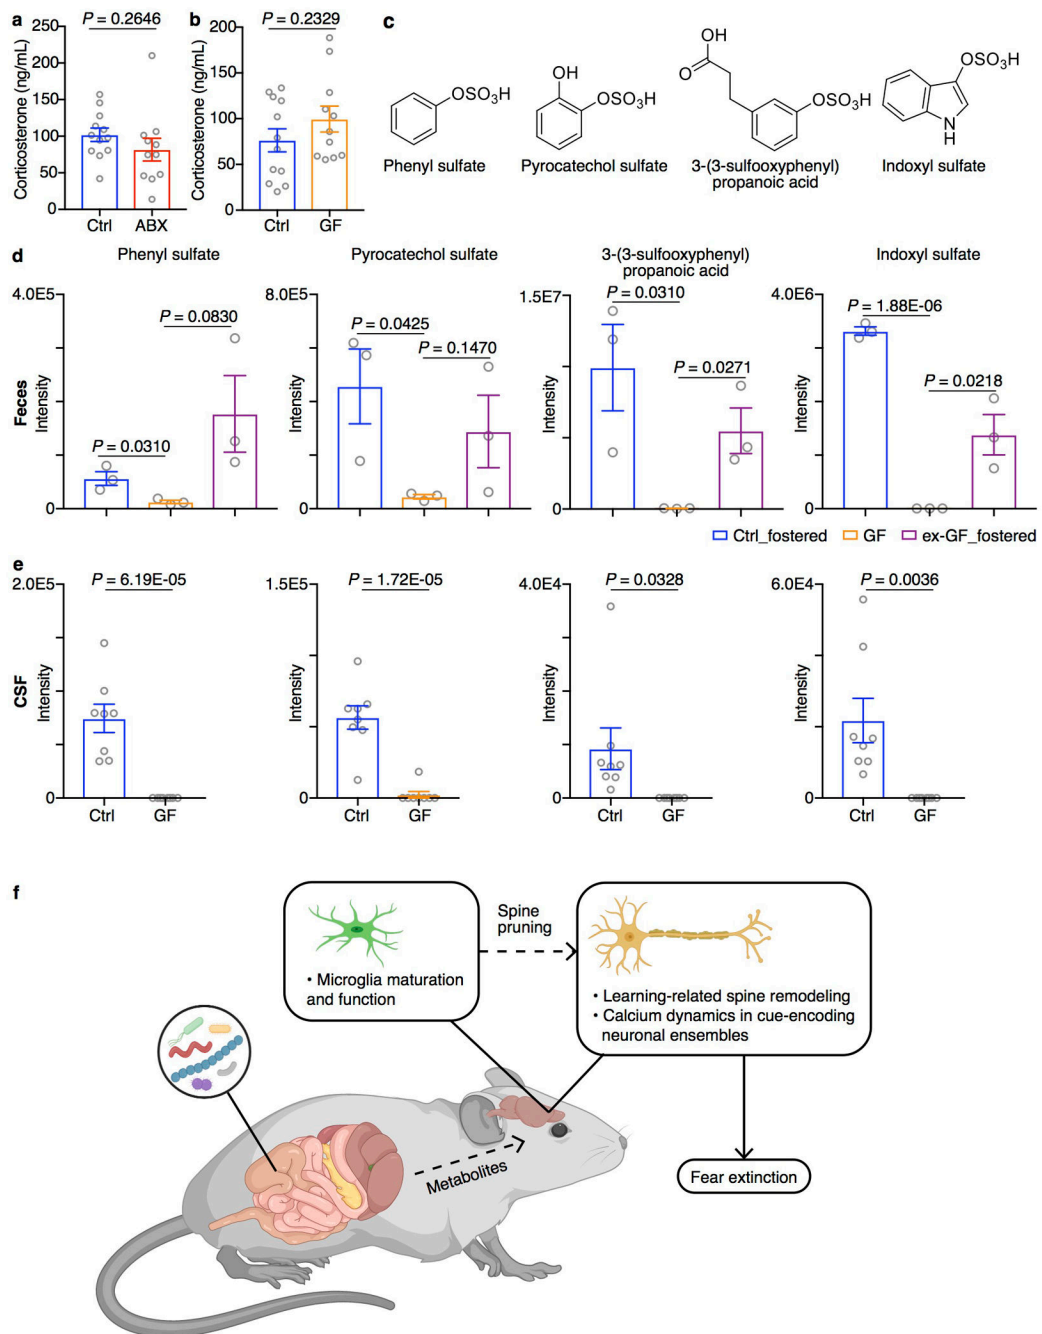 a
P = 0.2646
Corticosterone (ng/mL)
250
200
150
100
50
0
Ctrl
ABX
b
P = 0.2329
Corticosterone (ng/mL)
200
150
100
50
0
Ctrl
GF
c
OSO₃H
Phenyl sulfate
OH
OSO₃H
Pyrocatechol sulfate
OH
O
OSO₃H
3-(3-sulfooxyphenyl)
propanoic acid
OSO₃H
N
H
Indoxyl sulfate
d
Feces
Phenyl sulfate
4.0E5
Intensity
0
P = 0.0310
P = 0.0830
Pyrocatechol sulfate
8.0E5
Intensity
0
P = 0.0425
P = 0.1470
3-(3-sulfooxyphenyl)
propanoic acid
1.5E7
Intensity
0
P = 0.0310
P = 0.0271
Indoxyl sulfate
4.0E6
Intensity
0
P = 1.88E-06
P = 0.0218
Ctrl_fostered
GF
ex-GF_fostered
e
CSF
2.0E5
Intensity
0
P = 6.19E-05
Ctrl
GF
1.5E5
Intensity
0
P = 1.72E-05
Ctrl
GF
4.0E4
Intensity
0
P = 0.0328
Ctrl
GF
6.0E4
Intensity
0
P = 0.0036
Ctrl
GF
f
• Microglia maturation
and function
Spine
pruning
• Learning-related spine remodeling
• Calcium dynamics in cue-encoding
neuronal ensembles
Metabolites
Fear extinction